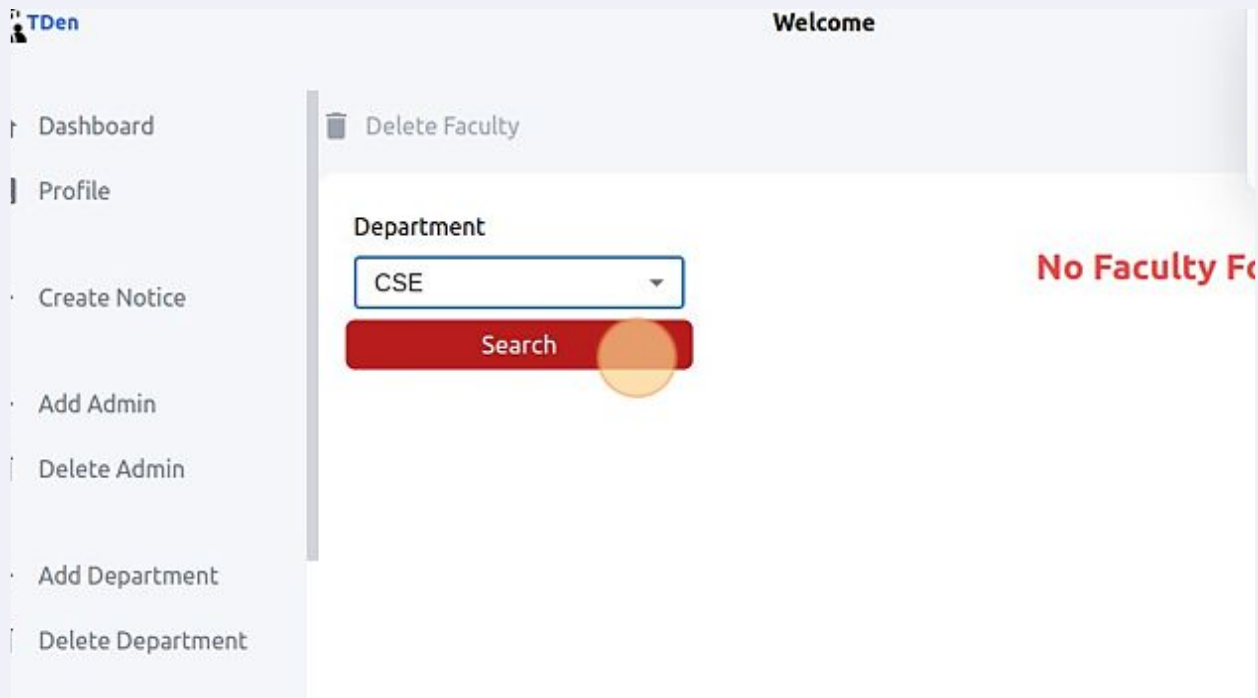 TDen
Welcome
Dashboard
Profile
Create Notice
Add Admin
Delete Admin
Add Department
Delete Department
Delete Faculty
Department
CSE
Search
No Faculty